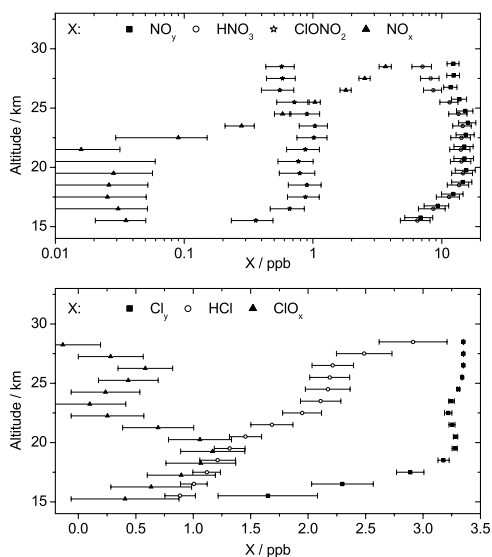 X: NOy HNO3 ClONO2 NOx
Altitude / km
30
25
20
15
0.01 0.1 1 10
X / ppb
X: Cly HCl ClOx
Altitude / km
30
25
20
15
0.0 0.5 1.0 1.5 2.0 2.5 3.0 3.5
X / ppb